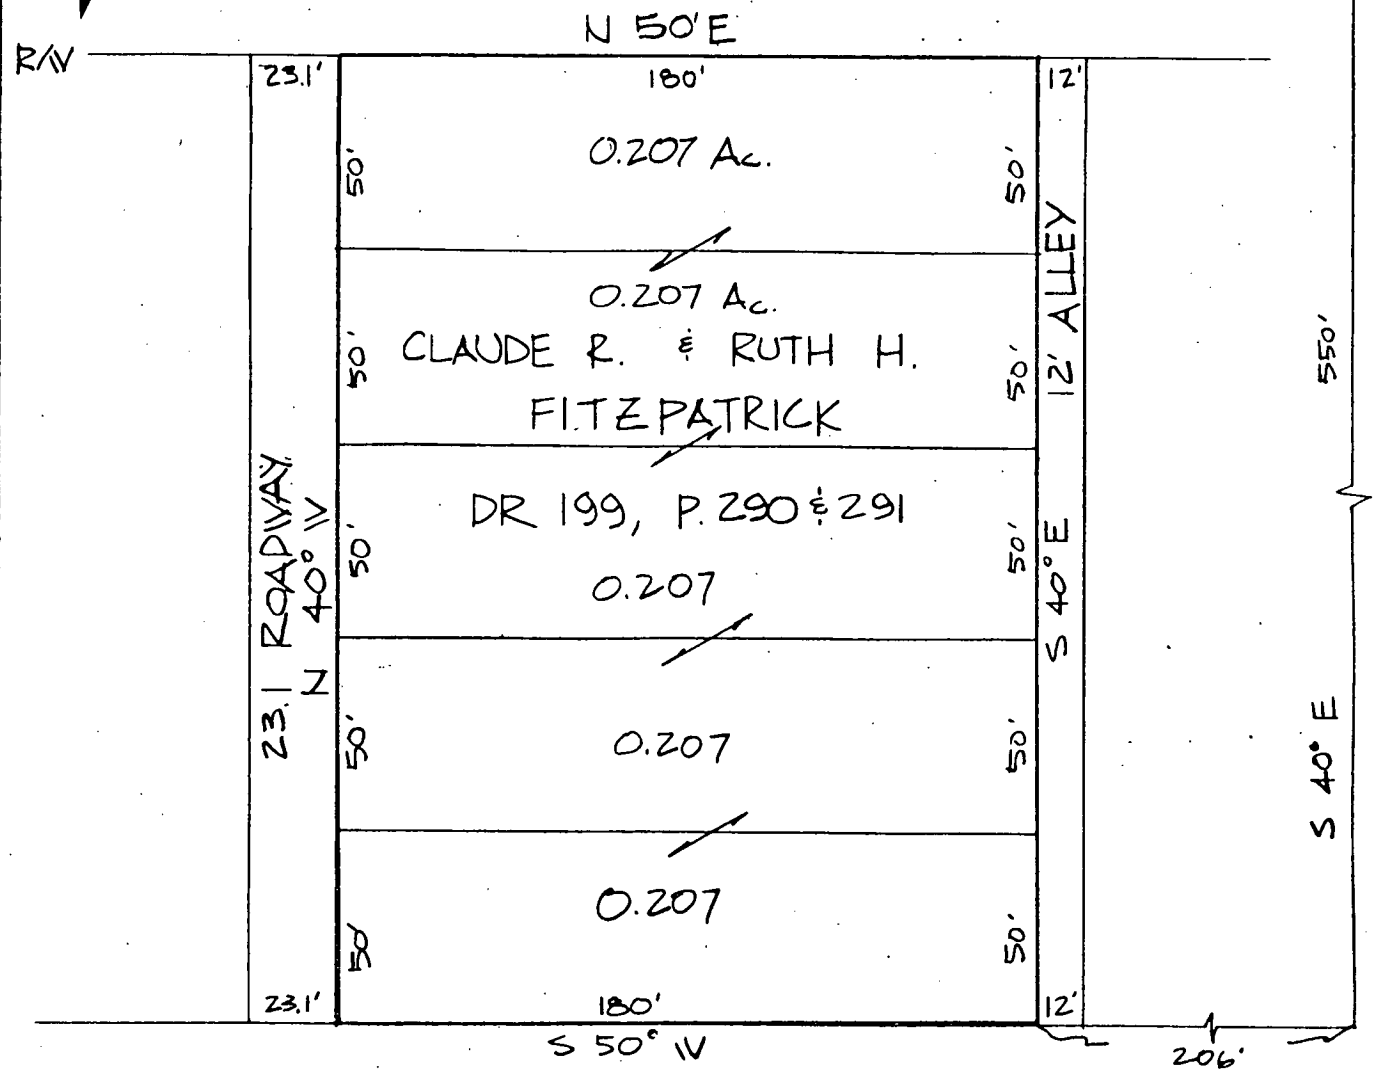 N 50'E
R/W
23.1'
180'
12'
0.207 Ac.
50'
50'
0.207 Ac.
CLAUDE R. & RUTH H.
FITZPATRICK
50'
50'
12' ALLEY
550'
DR 199, P. 290 & 291
0.207
50'
50'
23.1 ROADWAY
N 40° W
S 40° E
0.207
50'
50'
S 40° E
0.207
50'
50'
23.1'
180'
12'
S 50° W
206'